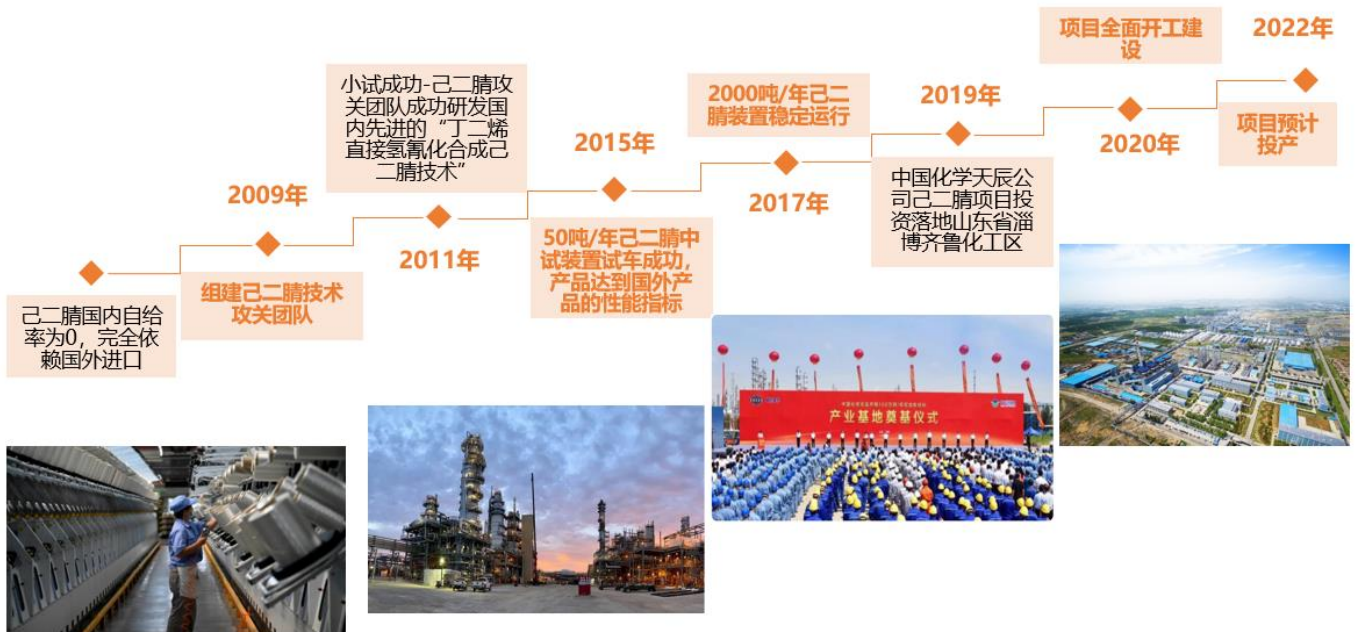 己二腈国内自给
率为0，完全依
赖国外进口
2009年
组建己二腈技术
攻关团队
小试成功-己二腈攻
关团队成功研发国
内先进的“丁二烯
直接氢氰化合成己
二腈技术”
2011年
2015年
50吨/年己二腈中
试装置试车成功，
产品达到国外产
品的性能指标
2000吨/年己二
腈装置稳定运行
2017年
2019年
中国化学天辰公
司己二腈项目投
资落地山东省淄
博齐鲁化工区
项目全面开工建
设
2020年
2022年
项目预计
投产
产业基地奠基仪式